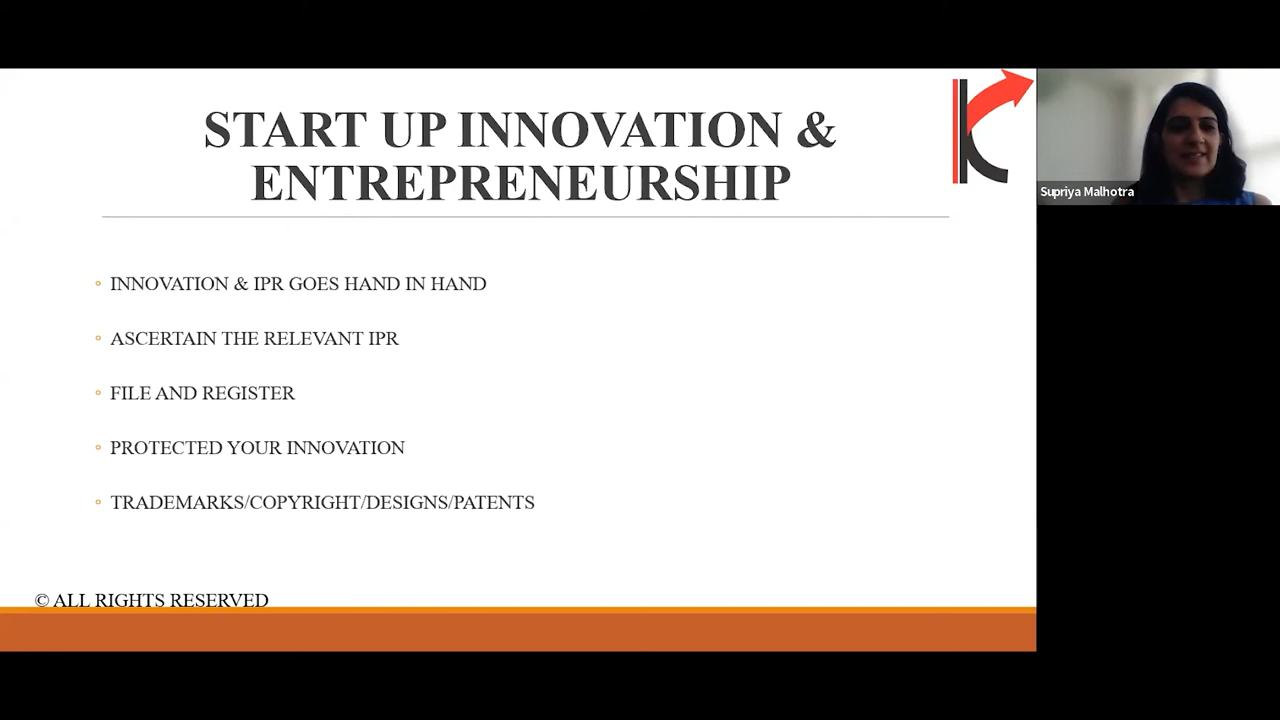 START UP INNOVATION &
ENTREPRENEURSHIP
Supriya Malhotra
INNOVATION & IPR GOES HAND IN HAND
ASCERTAIN THE RELEVANT IPR
FILE AND REGISTER
PROTECTED YOUR INNOVATION
TRADEMARKS/COPYRIGHT/DESIGNS/PATENTS
© ALL RIGHTS RESERVED